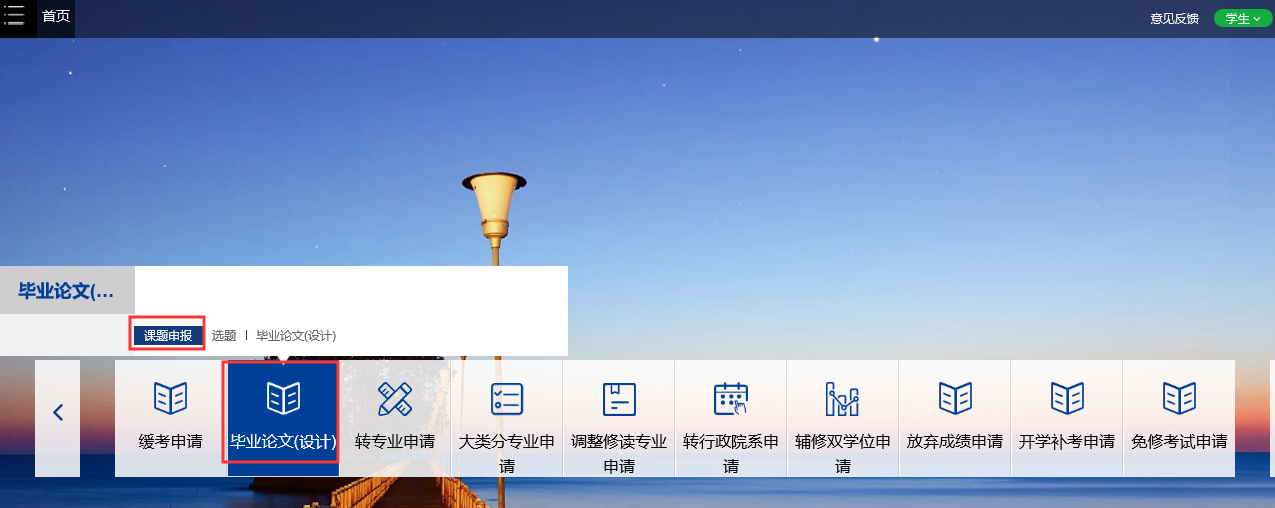 首页
意见反馈
学生
毕业论文(...
课题申报
选题
毕业论文(设计)
缓考申请
毕业论文(设计)
转专业申请
大类分专业申
请
调整修读专业
申请
转行政院系申
请
辅修双学位申
请
放弃成绩申请
开学补考申请
免修考试申请